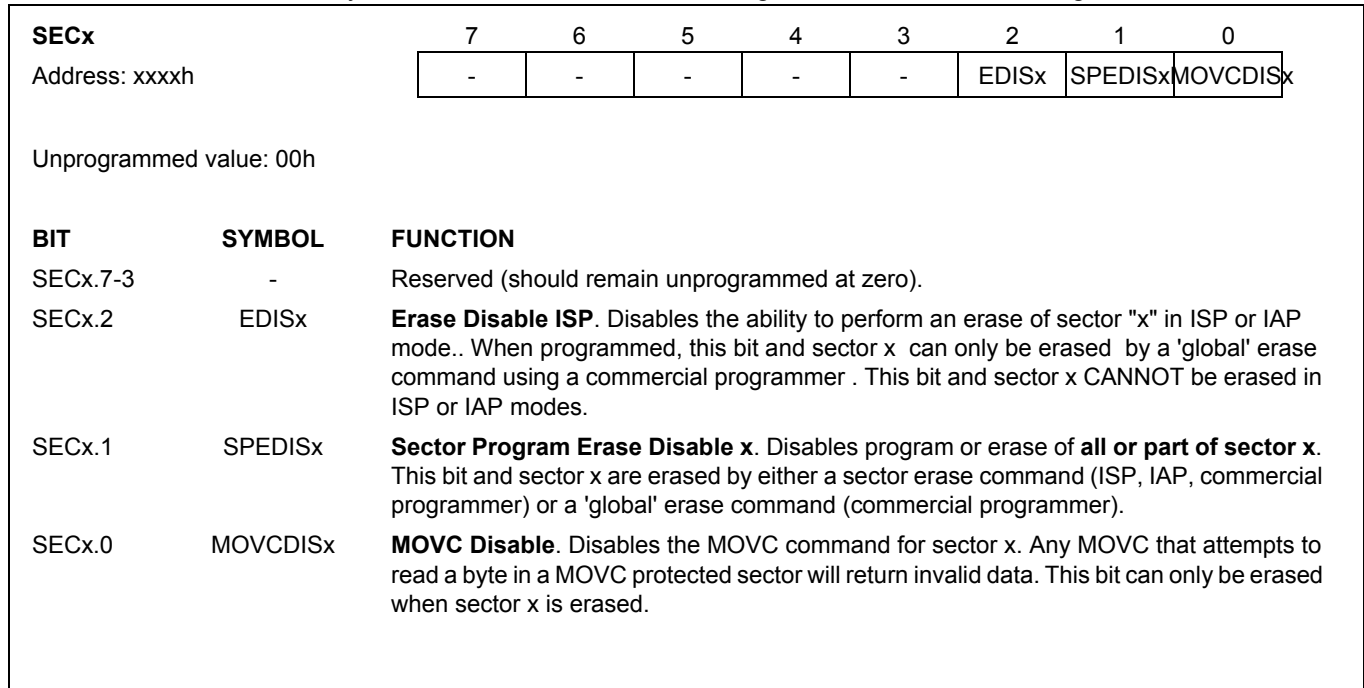 SECx 7 6 5 4 3 2 1 0
Address: xxxxh - - - - - EDISx SPEDISx MOVCDISx
Unprogrammed value: 00h
BIT SYMBOL FUNCTION
SECx.7-3 - Reserved (should remain unprogrammed at zero).
SECx.2 EDISx Erase Disable ISP. Disables the ability to perform an erase of sector "x" in ISP or IAP
mode.. When programmed, this bit and sector x can only be erased by a 'global' erase
command using a commercial programmer . This bit and sector x CANNOT be erased in
ISP or IAP modes.
SECx.1 SPEDISx Sector Program Erase Disable x. Disables program or erase of all or part of sector x.
This bit and sector x are erased by either a sector erase command (ISP, IAP, commercial
programmer) or a 'global' erase command (commercial programmer).
SECx.0 MOVCDISx MOVC Disable. Disables the MOVC command for sector x. Any MOVC that attempts to
read a byte in a MOVC protected sector will return invalid data. This bit can only be erased
when sector x is erased.